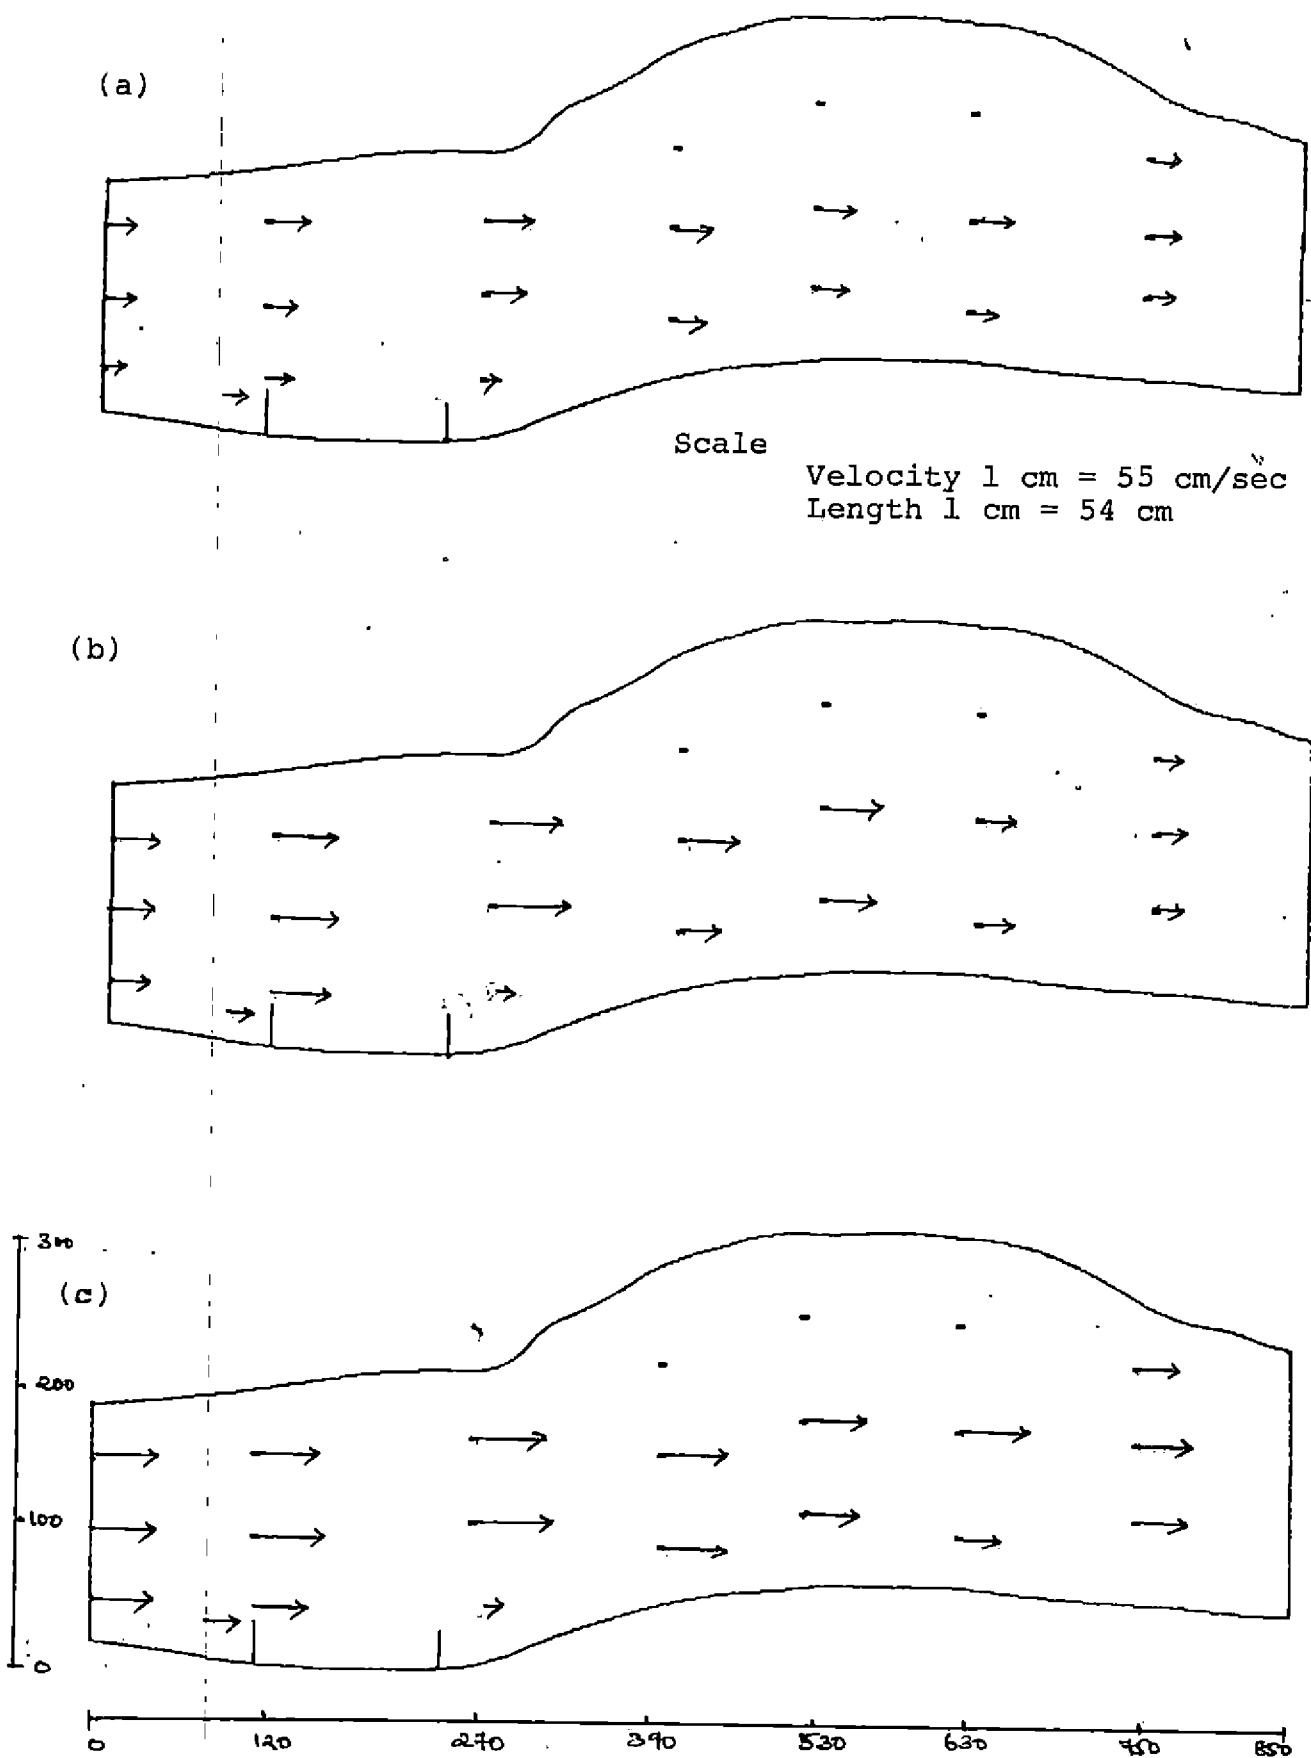 (a)
Scale
Velocity 1 cm = 55 cm/sec
Length 1 cm = 54 cm
(b)
300
(c)
200
100
0
0 120 270 390 530 630 750 850